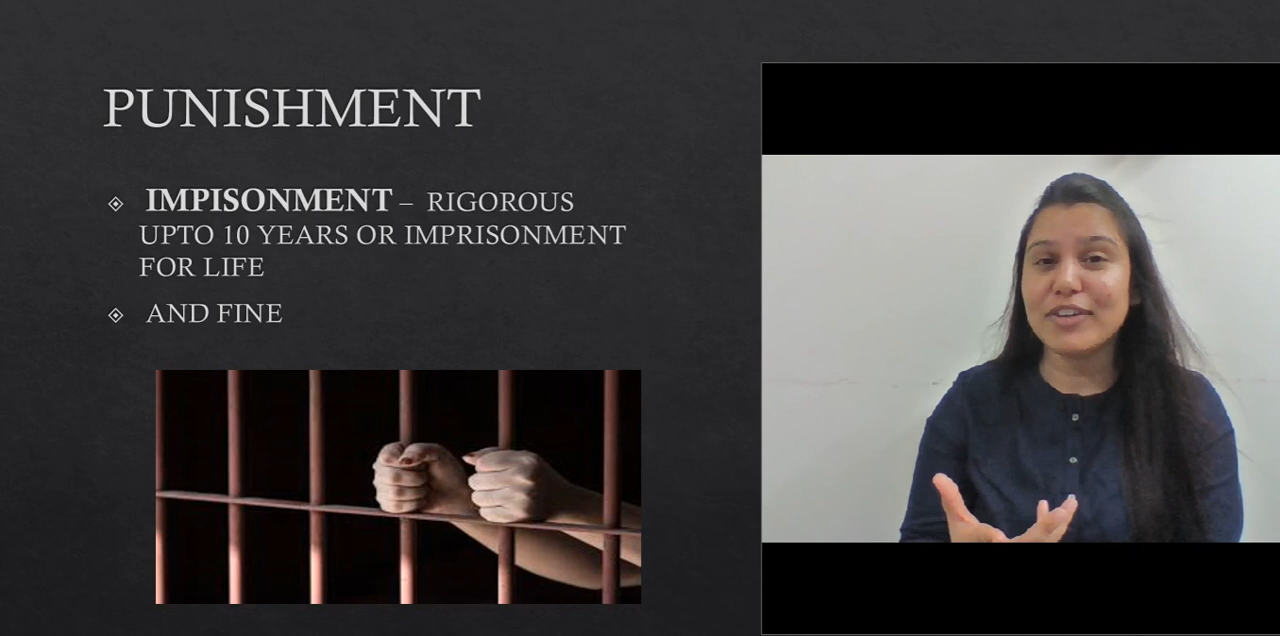 PUNISHMENT
IMPISONMENT – RIGOROUS
UPTO 10 YEARS OR IMPRISONMENT
FOR LIFE
AND FINE